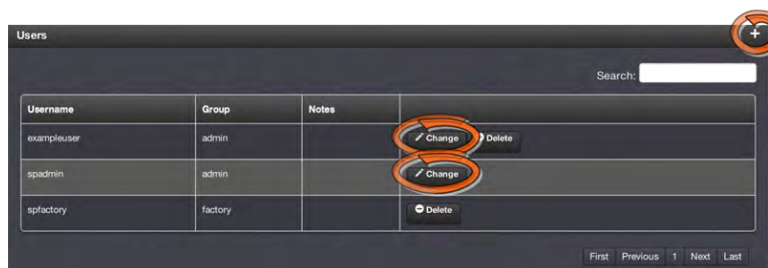 Users +
Search:
Username Group Notes
exampleuser admin Change Delete
spadmin admin Change
spfactory factory Delete
First Previous 1 Next Last